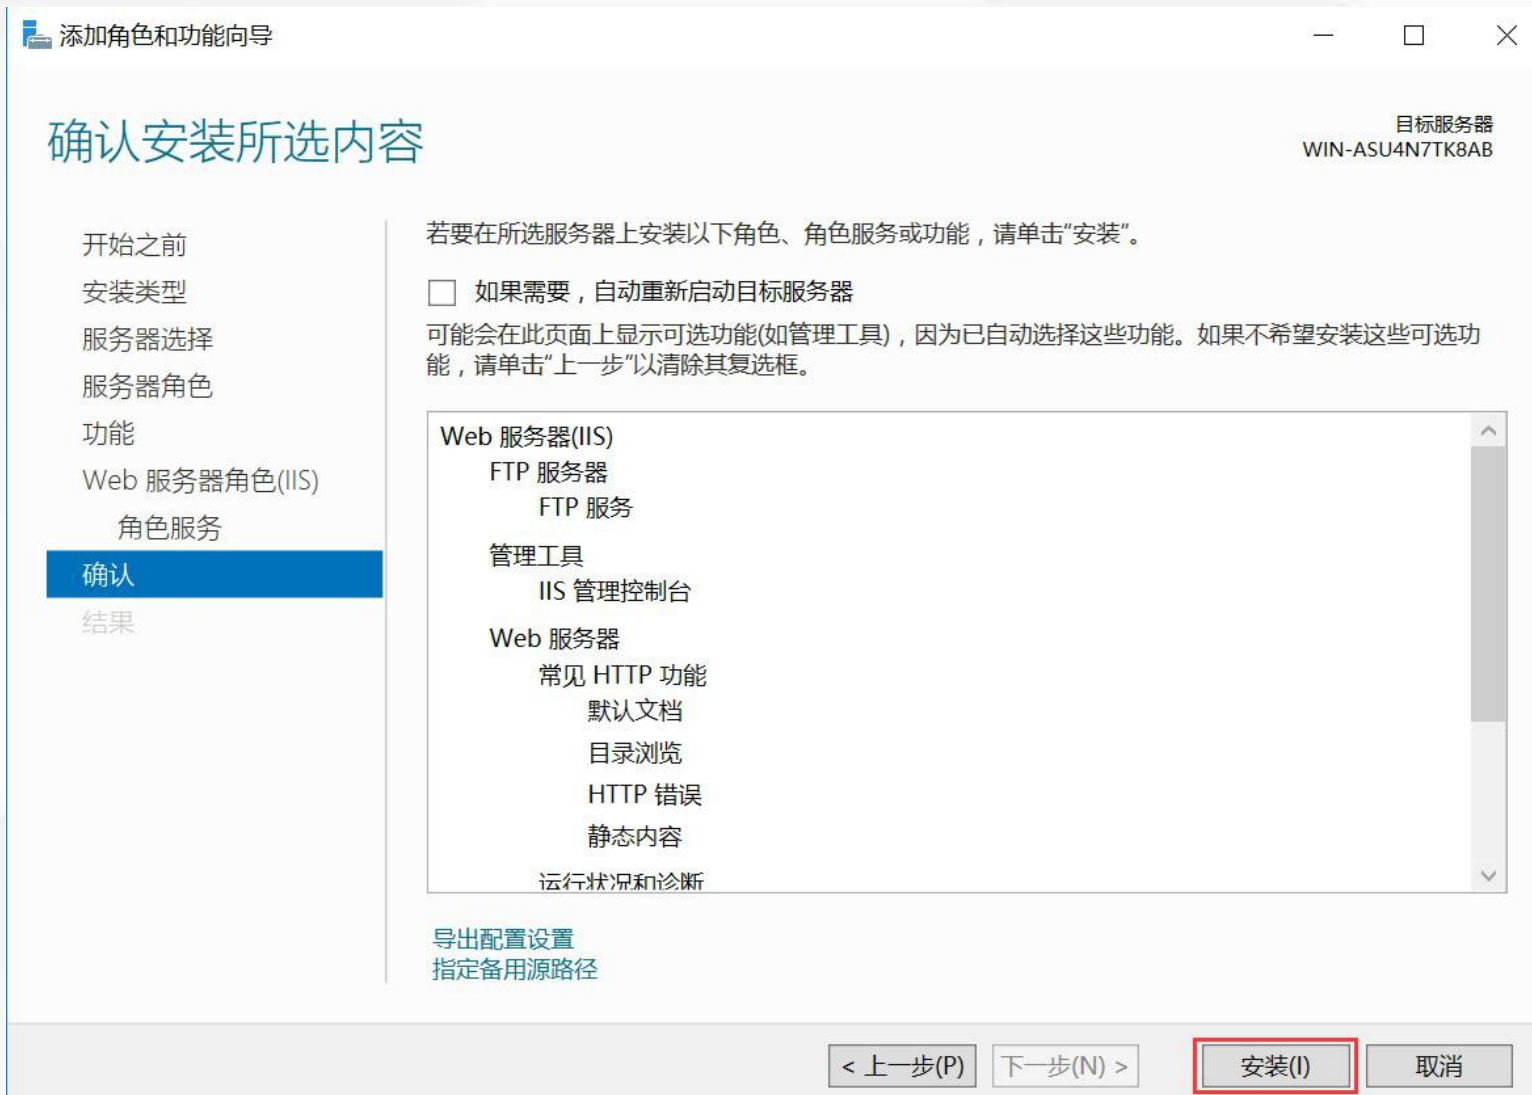 添加角色和功能向导
确认安装所选内容
目标服务器
WIN-ASU4N7TK8AB
开始之前
安装类型
服务器选择
服务器角色
功能
Web 服务器角色(IIS)
角色服务
确认
结果
若要在所选服务器上安装以下角色、角色服务或功能，请单击"安装"。
如果需要，自动重新启动目标服务器
可能会在此页面上显示可选功能(如管理工具)，因为已自动选择这些功能。如果不希望安装这些可选功
能，请单击"上一步"以清除其复选框。
Web 服务器(IIS)
FTP 服务器
FTP 服务
管理工具
IIS 管理控制台
Web 服务器
常见 HTTP 功能
默认文档
目录浏览
HTTP 错误
静态内容
运行状况和诊断
导出配置设置
指定备用源路径
< 上一步(P)
下一步(N) >
安装(I)
取消